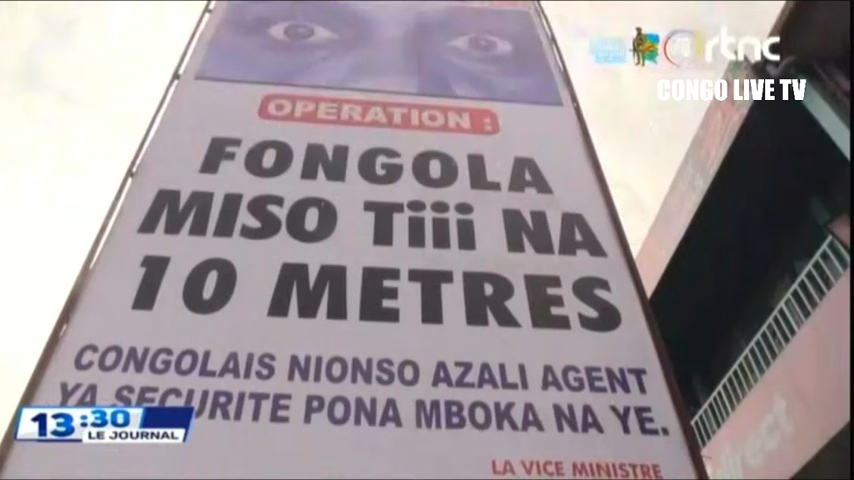 rtnc
CONGO LIVE TV
OPERATION :
FONGOLA
MISO Tiii NA
10 METRES
CONGOLAIS NIONSO AZALI AGENT
YA SECURITE PONA MBOKA NA YE.
LA VICE MINISTRE
13:30
LE JOURNAL
direct